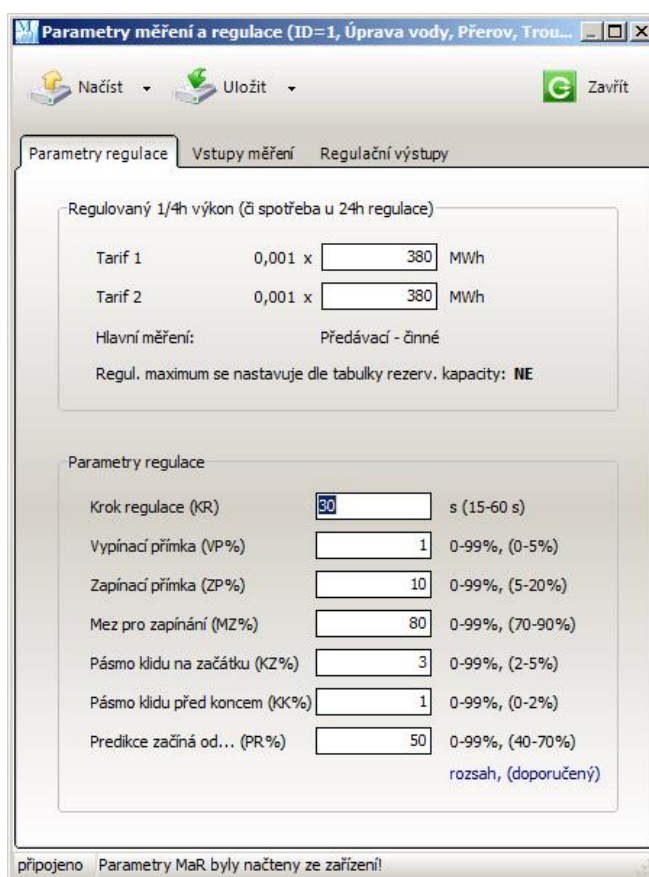 Parametry měření a regulace (ID=1, Úprava vody, Přerov, Trou...
Načíst Uložit Zavřít
Parametry regulace Vstupy měření Regulační výstupy
Regulovaný 1/4h výkon (či spotřeba u 24h regulace)
Tarif 1 0,001 x 380 MWh
Tarif 2 0,001 x 380 MWh
Hlavní měření: Předávací - činné
Regul. maximum se nastavuje dle tabulky rezerv. kapacity: NE
Parametry regulace
Krok regulace (KR) 30 s (15-60 s)
Vypínací přímka (VP%) 1 0-99%, (0-5%)
Zapínací přímka (ZP%) 10 0-99%, (5-20%)
Mez pro zapínání (MZ%) 80 0-99%, (70-90%)
Pásmo klidu na začátku (KZ%) 3 0-99%, (2-5%)
Pásmo klidu před koncem (KK%) 1 0-99%, (0-2%)
Predikce začíná od... (PR%) 50 0-99%, (40-70%)
rozsah, (doporučený)
připojeno Parametry MaR byly načteny ze zařízení!